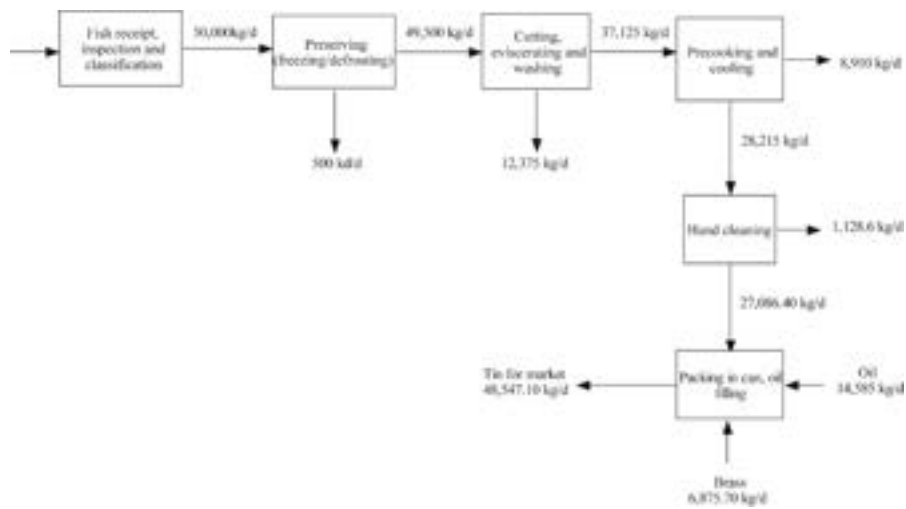 Fish receipt,
inspection and
classification
50,000kg/d
Preserving
(freezing/defrosting)
49,500 kg/d
Cutting,
eviscerating and
washing
37,125 kg/d
Precooking and
cooling
8,910 kg/d
500 kd/d
12,375 kg/d
28,215 kg/d
Hand cleaning
1,128.6 kg/d
27,086.40 kg/d
Tin for market
48,547.10 kg/d
Packing in can, oil
filling
Oil
14,585 kg/d
6,875.70 kg/d